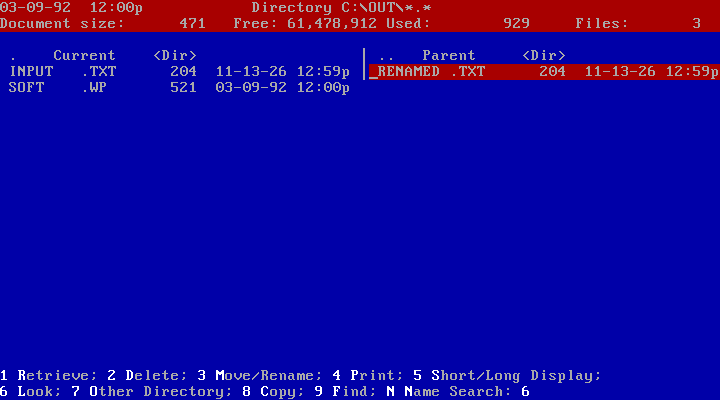 03-09-92  12:00p             Directory C:\OUT\*.*
Document size:      471   Free: 61,478,912 Used:       929     Files:       3
.    Current    <Dir>                  │ ..   Parent     <Dir>
INPUT   .TXT      204  11-13-26 12:59p │ RENAMED .TXT      204  11-13-26 12:59p
SOFT    .WP       521  03-09-92 12:00p
1 Retrieve; 2 Delete; 3 Move/Rename; 4 Print; 5 Short/Long Display;
6 Look; 7 Other Directory; 8 Copy; 9 Find; N Name Search: 6